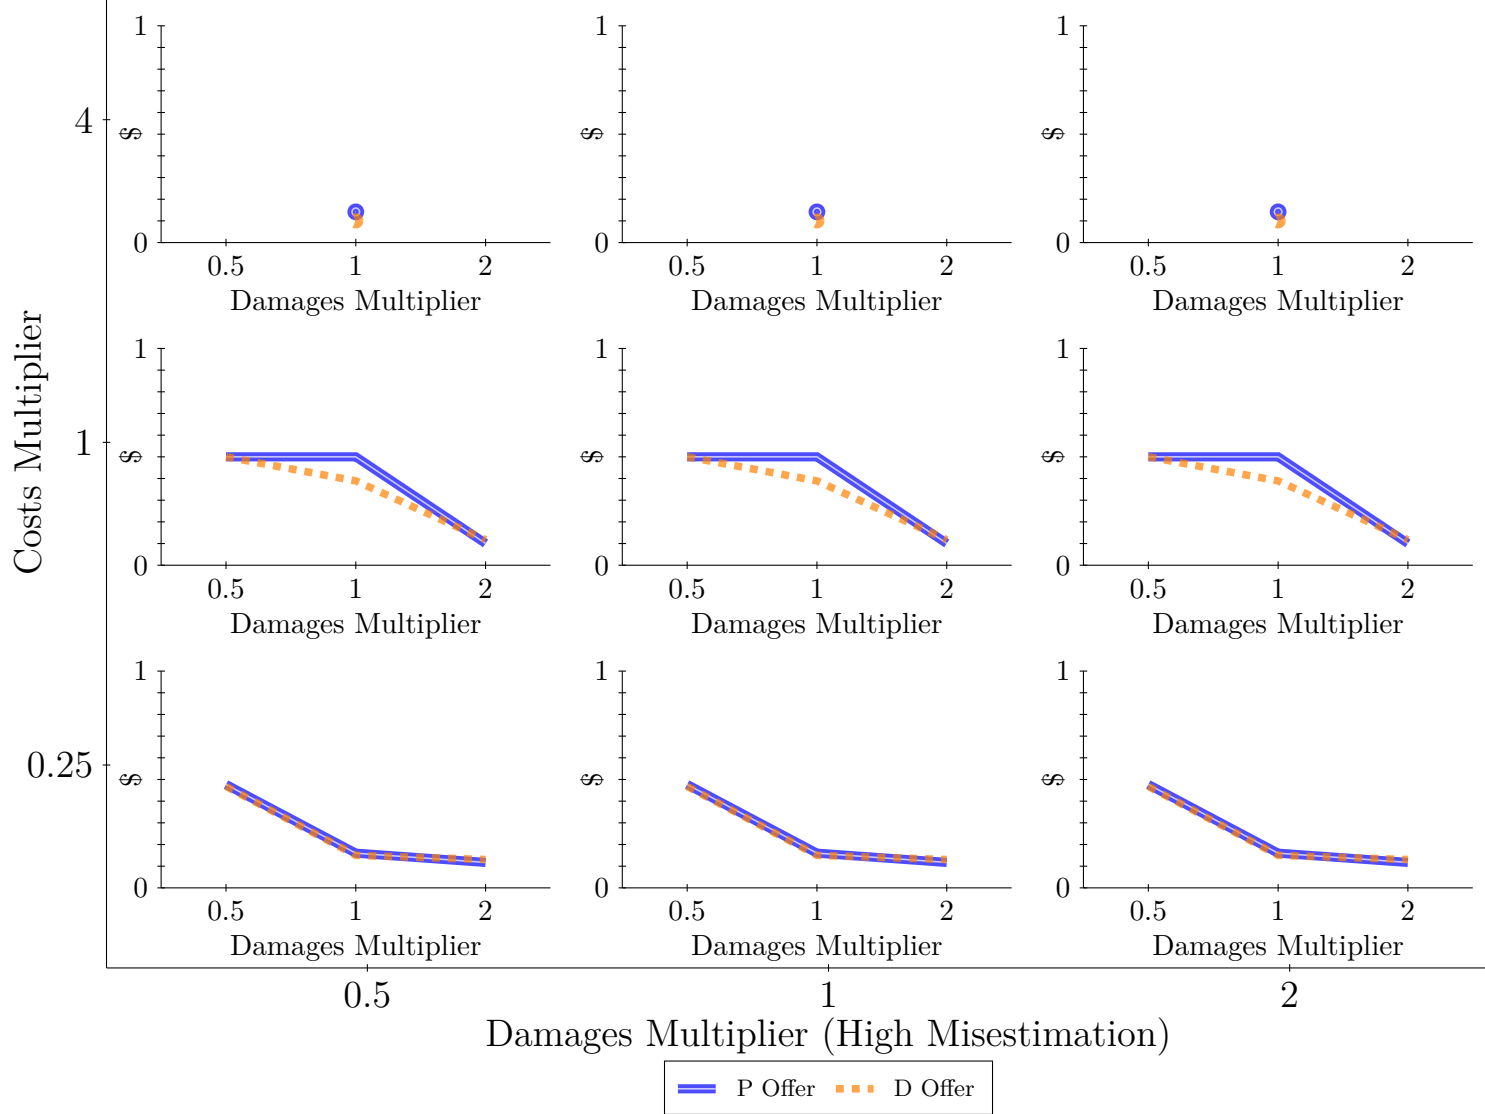 1 1 1
4 $ $ $
0 0 0
0.5 1 2 0.5 1 2 0.5 1 2
Damages Multiplier Damages Multiplier Damages Multiplier
Costs Multiplier
1 1 1
1 $ $ $
0 0 0
0.5 1 2 0.5 1 2 0.5 1 2
Damages Multiplier Damages Multiplier Damages Multiplier
1 1 1
0.25 $ $ $
0 0 0
0.5 1 2 0.5 1 2 0.5 1 2
Damages Multiplier Damages Multiplier Damages Multiplier
0.5 1 2
Damages Multiplier (High Misestimation)
P Offer D Offer